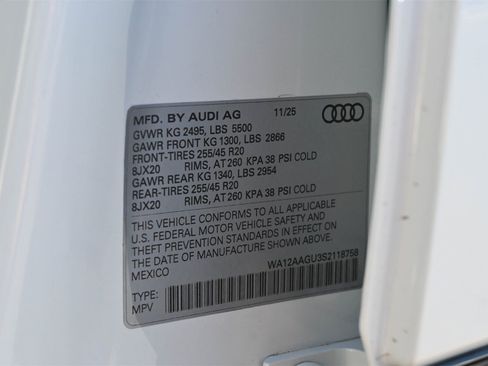 MFD. BY AUDI AG 11/25
GVWR KG 2495, LBS 5500
GAWR FRONT KG 1300, LBS 2866
FRONT-TIRES 255/45 R20
8JX20 RIMS, AT 260 KPA 38 PSI COLD
GAWR REAR KG 1340, LBS 2954
REAR-TIRES 255/45 R20
8JX20 RIMS, AT 260 KPA 38 PSI COLD
THIS VEHICLE CONFORMS TO ALL APPLICABLE
U.S. FEDERAL MOTOR VEHICLE SAFETY AND
THEFT PREVENTION STANDARDS IN EFFECT ON
THE DATE OF MANUFACTURE SHOWN ABOVE.
MEXICO
WA12AAGU3S2118758
TYPE:
MPV